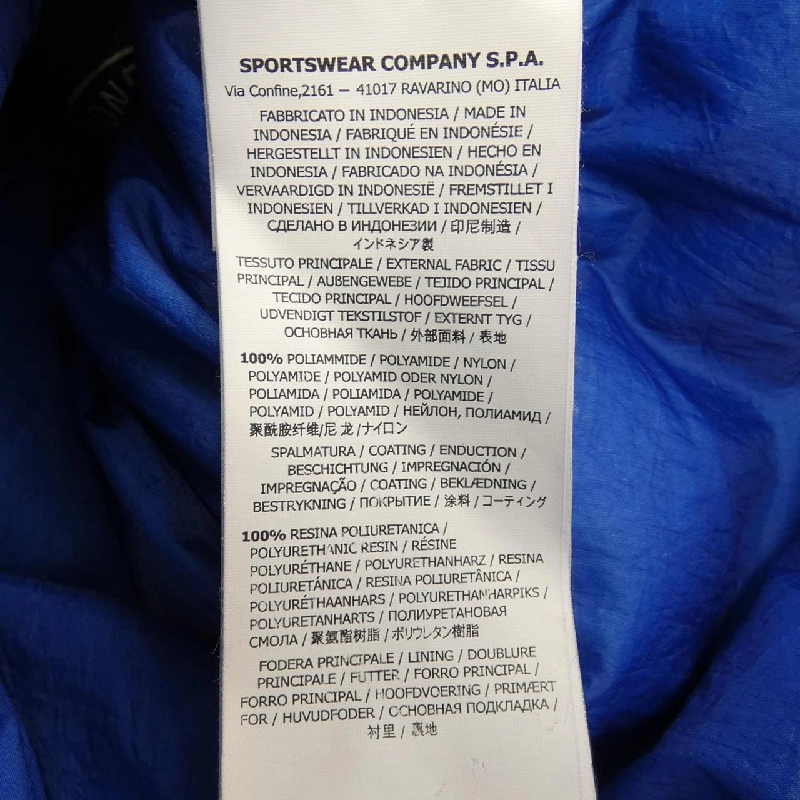 SPORTSWEAR COMPANY S.P.A.
Via Confine,2161 – 41017 RAVARINO (MO) ITALIA
FABBRICATO IN INDONESIA / MADE IN
INDONESIA / FABRIQUÉ EN INDONÉSIE /
HERGESTELLT IN INDONESIEN / HECHO EN
INDONESIA / FABRICADO NA INDONÉSIA /
VERVAARDIGD IN INDONESIË / FREMSTILLET I
INDONESIEN / TILLVERKAD I INDONESIEN /
СДЕЛАНО В ИНДОНЕЗИИ / 印尼制造 /
インドネシア製
TESSUTO PRINCIPALE / EXTERNAL FABRIC / TISSU
PRINCIPAL / AUßENGEWEBE / TEJIDO PRINCIPAL /
TECIDO PRINCIPAL / HOOFDWEEFSEL /
UDVENDIGT TEKSTILSTOF / EXTERNT TYG /
ОСНОВНАЯ ТКАНЬ / 外部面料 / 表地
100% POLIAMMIDE / POLYAMIDE / NYLON /
POLYAMIDE / POLYAMID ODER NYLON /
POLIAMIDA / POLIAMIDA / POLYAMIDE /
POLYAMID / POLYAMID / НЕЙЛОН, ПОЛИАМИД /
聚酰胺纤维/尼 龙 /ナイロン
SPALMATURA / COATING / ENDUCTION /
BESCHICHTUNG / IMPREGNACIÓN /
IMPREGNAÇÃO / COATING / BEKLÆDNING /
BESTRYKNING / ПОКРЫТИЕ / 涂料 / コーティング
100% RESINA POLIURETANICA /
POLYURETHANIC RESIN / RÉSINE
POLYURÉTHANE / POLYURETHANHARZ / RESINA
POLIURETÁNICA / RESINA POLIURETÂNICA /
POLYURÉTHAANHARS / POLYURETHANHARPIKS /
POLYURETANHARTS / ПОЛИУРЕТАНОВАЯ
СМОЛА / 聚氨酯树脂 / ポリウレタン樹脂
FODERA PRINCIPALE / LINING / DOUBLURE
PRINCIPALE / FUTTER / FORRO PRINCIPAL /
FORRO PRINCIPAL / HOOFDVOERING / PRIMÆRT
FOR / HUVUDFODER / ОСНОВНАЯ ПОДКЛАДКА /
衬里 / 裏地